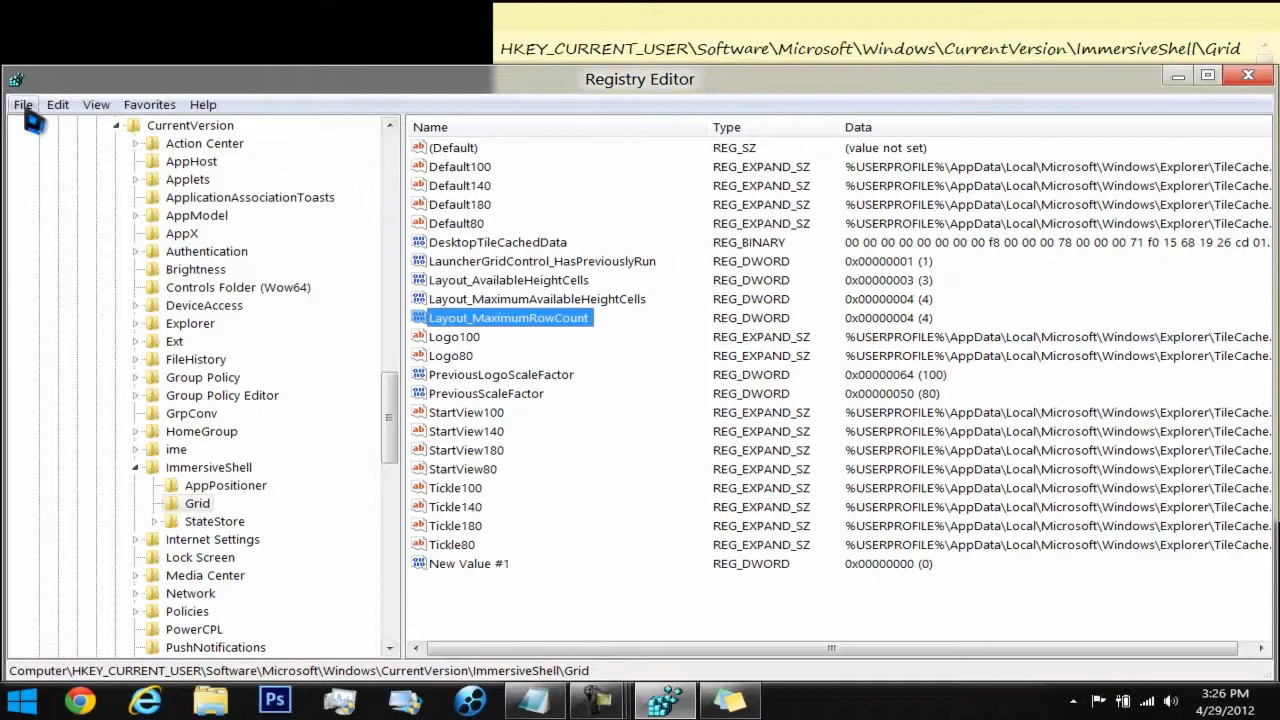 HKEY_CURRENT_USER\Software\Microsoft\Windows\CurrentVersion\ImmersiveShell\Grid
Registry Editor
File Edit View Favorites Help
CurrentVersion
Action Center
AppHost
Applets
ApplicationAssociationToasts
AppModel
AppX
Authentication
Brightness
Controls Folder (Wow64)
DeviceAccess
Explorer
Ext
FileHistory
Group Policy
Group Policy Editor
GrpConv
HomeGroup
ime
ImmersiveShell
AppPositioner
Grid
StateStore
Internet Settings
Lock Screen
Media Center
Network
Policies
PowerCPL
PushNotifications
Name Type Data
(Default) REG_SZ (value not set)
Default100 REG_EXPAND_SZ %USERPROFILE%\AppData\Local\Microsoft\Windows\Explorer\TileCache.
Default140 REG_EXPAND_SZ %USERPROFILE%\AppData\Local\Microsoft\Windows\Explorer\TileCache.
Default180 REG_EXPAND_SZ %USERPROFILE%\AppData\Local\Microsoft\Windows\Explorer\TileCache.
Default80 REG_EXPAND_SZ %USERPROFILE%\AppData\Local\Microsoft\Windows\Explorer\TileCache.
DesktopTileCachedData REG_BINARY 00 00 00 00 00 00 00 00 f8 00 00 00 78 00 00 00 71 f0 15 68 19 26 cd 01.
LauncherGridControl_HasPreviouslyRun REG_DWORD 0x00000001 (1)
Layout_AvailableHeightCells REG_DWORD 0x00000003 (3)
Layout_MaximumAvailableHeightCells REG_DWORD 0x00000004 (4)
Layout_MaximumRowCount REG_DWORD 0x00000004 (4)
Logo100 REG_EXPAND_SZ %USERPROFILE%\AppData\Local\Microsoft\Windows\Explorer\TileCache.
Logo80 REG_EXPAND_SZ %USERPROFILE%\AppData\Local\Microsoft\Windows\Explorer\TileCache.
PreviousLogoScaleFactor REG_DWORD 0x00000064 (100)
PreviousScaleFactor REG_DWORD 0x00000050 (80)
StartView100 REG_EXPAND_SZ %USERPROFILE%\AppData\Local\Microsoft\Windows\Explorer\TileCache.
StartView140 REG_EXPAND_SZ %USERPROFILE%\AppData\Local\Microsoft\Windows\Explorer\TileCache.
StartView180 REG_EXPAND_SZ %USERPROFILE%\AppData\Local\Microsoft\Windows\Explorer\TileCache.
StartView80 REG_EXPAND_SZ %USERPROFILE%\AppData\Local\Microsoft\Windows\Explorer\TileCache.
Tickle100 REG_EXPAND_SZ %USERPROFILE%\AppData\Local\Microsoft\Windows\Explorer\TileCache.
Tickle140 REG_EXPAND_SZ %USERPROFILE%\AppData\Local\Microsoft\Windows\Explorer\TileCache.
Tickle180 REG_EXPAND_SZ %USERPROFILE%\AppData\Local\Microsoft\Windows\Explorer\TileCache.
Tickle80 REG_EXPAND_SZ %USERPROFILE%\AppData\Local\Microsoft\Windows\Explorer\TileCache.
New Value #1 REG_DWORD 0x00000000 (0)
Computer\HKEY_CURRENT_USER\Software\Microsoft\Windows\CurrentVersion\ImmersiveShell\Grid
Ps
3:26 PM
4/29/2012